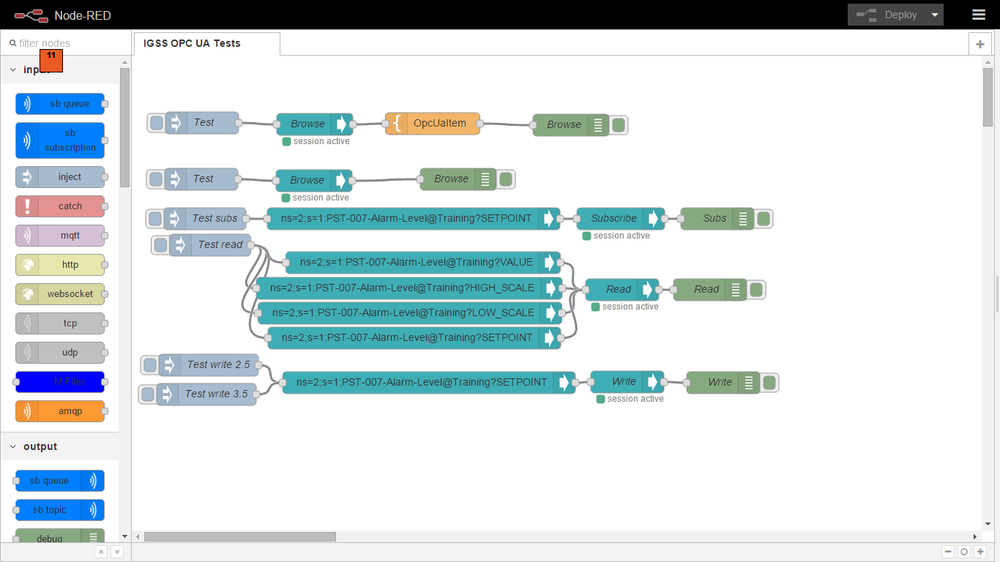 Node-RED
Deploy
filter nodes
11
IGSS OPC UA Tests
input
sb queue
sb
subscription
inject
catch
mqtt
http
websocket
tcp
udp
M-Files
amqp
output
sb queue
sb topic
debug
Test
Browse
session active
OpcUaItem
Browse
Test
Browse
session active
Browse
Test subs
ns=2;s=1:PST-007-Alarm-Level@Training?SETPOINT
Subscribe
session active
Subs
Test read
ns=2;s=1:PST-007-Alarm-Level@Training?VALUE
ns=2;s=1:PST-007-Alarm-Level@Training?HIGH_SCALE
ns=2;s=1:PST-007-Alarm-Level@Training?LOW_SCALE
ns=2;s=1:PST-007-Alarm-Level@Training?SETPOINT
Read
session active
Read
Test write 2.5
Test write 3.5
ns=2;s=1:PST-007-Alarm-Level@Training?SETPOINT
Write
session active
Write